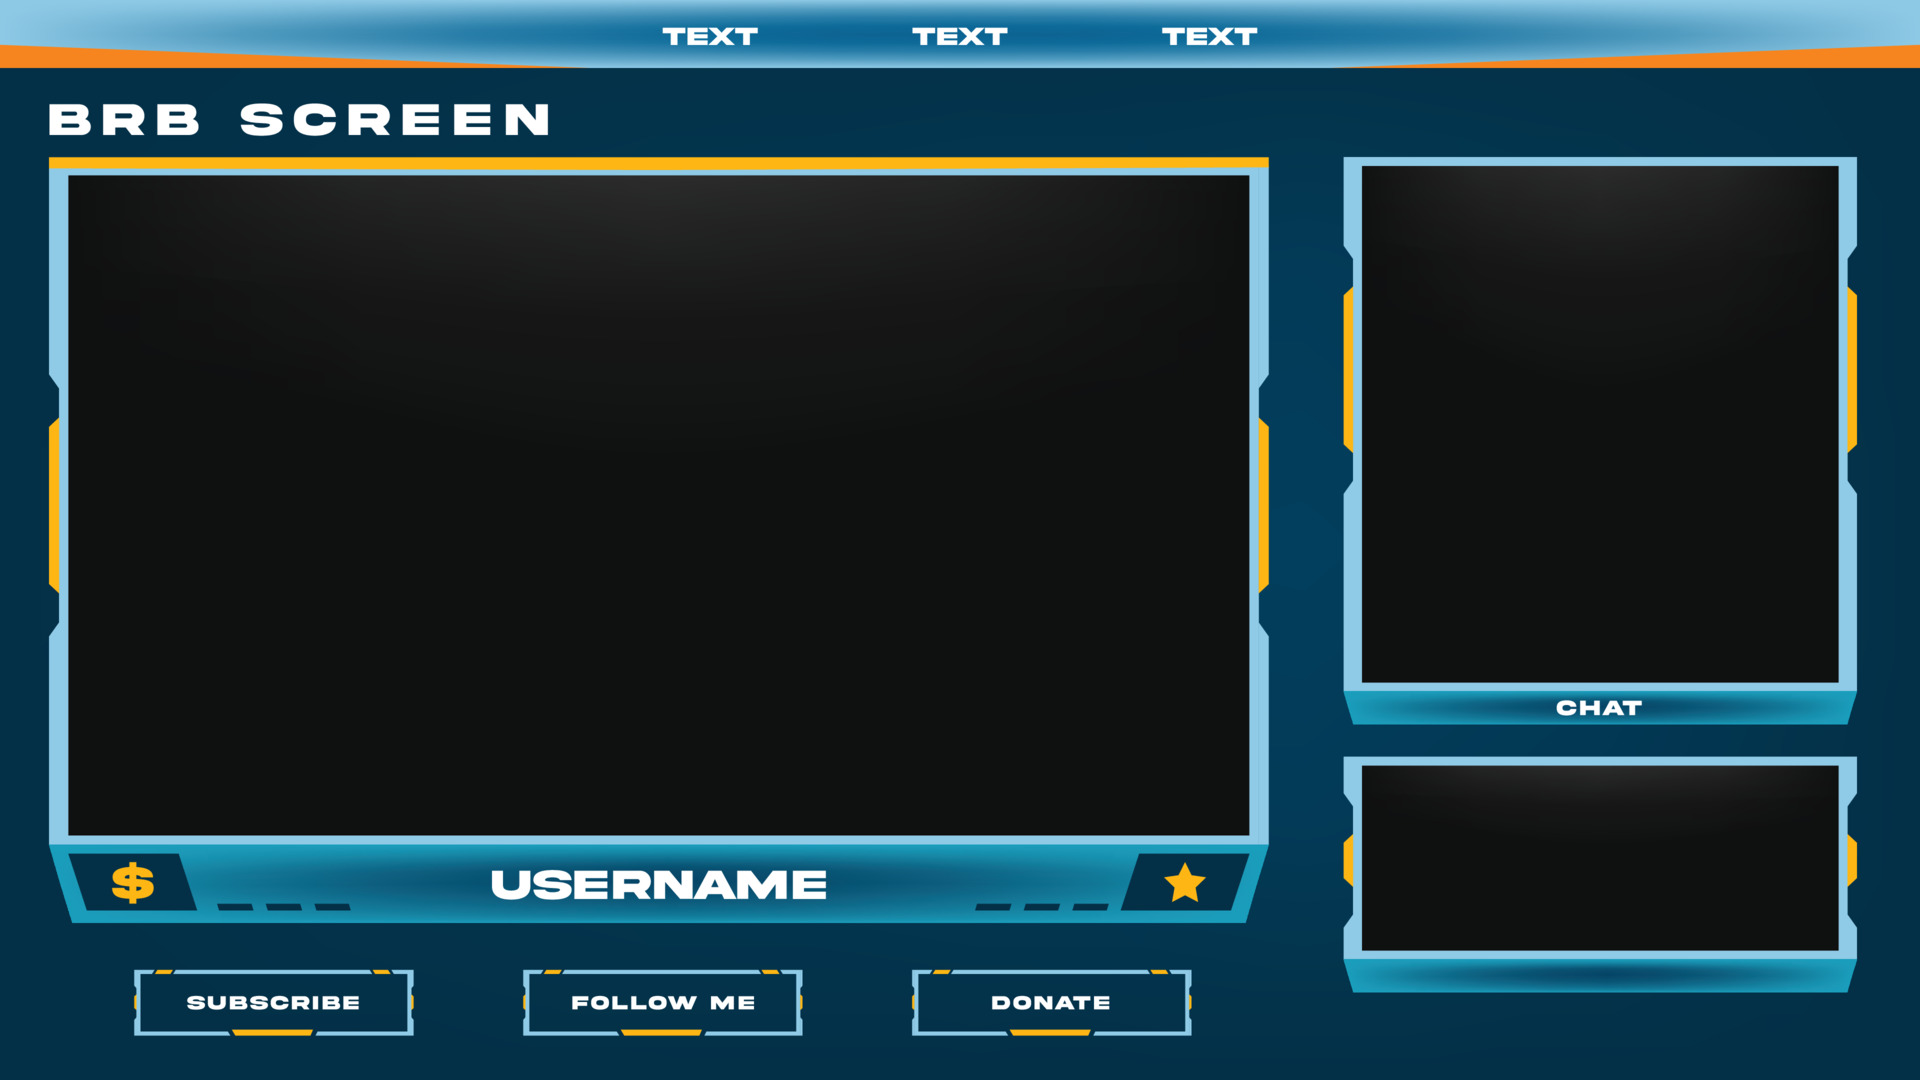 TEXT TEXT TEXT
BRB SCREEN
CHAT
$ USERNAME
SUBSCRIBE
FOLLOW ME
DONATE